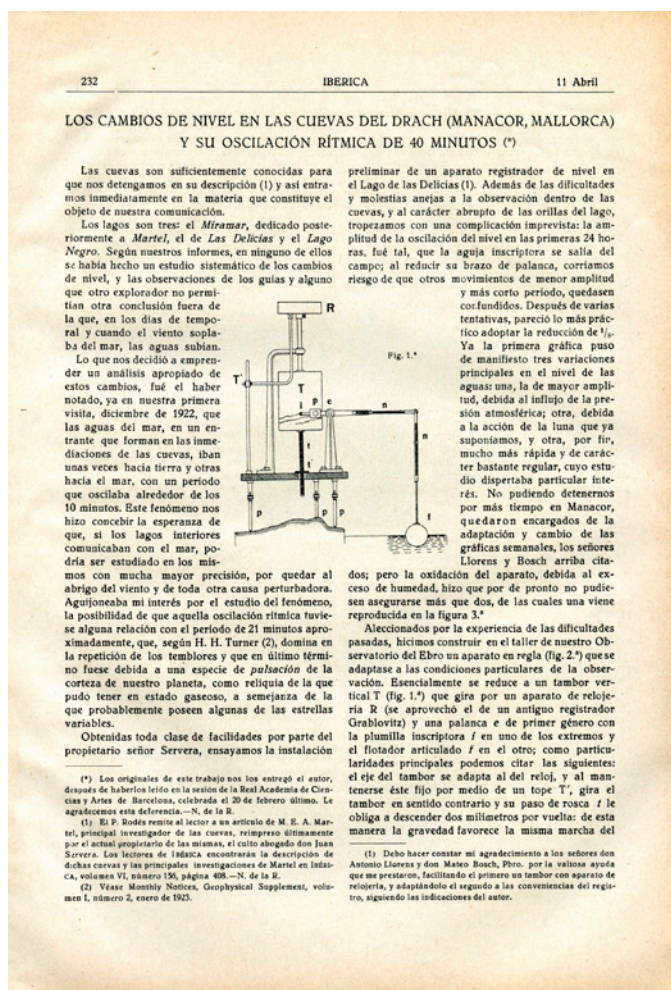 232
IBERICA
11 Abril
LOS CAMBIOS DE NIVEL EN LAS CUEVAS DEL DRACH (MANACOR, MALLORCA)
Y SU OSCILACIÓN RÍTMICA DE 40 MINUTOS (*)
Las cuevas son suficientemente conocidas para
que nos detengamos en su descripción (1) y así entra-
mos inmediatamente en la materia que constituye el
objeto de nuestra comunicación.
Los lagos son tres: el Miramar, dedicado poste-
riormente a Martel, el de Las Delicias y el Lago
Negro. Según nuestros informes, en ninguno de ellos
se había hecho un estudio sistemático de los cambios
de nivel, y las observaciones de los guías y alguno
que otro explorador no permi-
tían otra conclusión fuera de
la que, en los días de tempo-
ral y cuando el viento sopla-
ba del mar, las aguas subían.
Lo que nos decidió a empren-
der un análisis apropiado de
estos cambios, fué el haber
notado, ya en nuestra primera
visita, diciembre de 1922, que
las aguas del mar, en un en-
trante que forman en las inme-
diaciones de las cuevas, iban
unas veces hacia tierra y otras
hacia el mar, con un período
que oscilaba alrededor de los
10 minutos. Este fenómeno nos
hizo concebir la esperanza de
que, si los lagos interiores
comunicaban con el mar, po-
dría ser estudiado en los mis-
mos con mucha mayor precisión, por quedar al
abrigo del viento y de toda otra causa perturbadora.
Aguijoneaba mi interés por el estudio del fenómeno,
la posibilidad de que aquella oscilación rítmica tuvie-
se alguna relación con el período de 21 minutos apro-
ximadamente, que, según H. H. Turner (2), domina en
la repetición de los temblores y que en último térmi-
no fuese debida a una especie de pulsación de la
corteza de nuestro planeta, como reliquia de la que
pudo tener en estado gaseoso, a semejanza de la
que probablemente poseen algunas de las estrellas
variables.
Obtenidas toda clase de facilidades por parte del
propietario señor Servera, ensayamos la instalación
(*) Los originales de este trabajo nos los entregó el autor,
después de haberlos leído en la sesión de la Real Academia de Cien-
cias y Artes de Barcelona, celebrada el 20 de febrero último. Le
agradecemos esta deferencia.—N. de la R.
(1) El P. Rodés remite al lector a un artículo de M. E. A. Mar-
tel, principal investigador de las cuevas, reimpreso últimamente
por el actual propietario de las mismas, el culto abogado don Juan
Servera. Los lectores de IBÉRICA encontrarán la descripción de
dichas cuevas y las principales investigaciones de Martel en IBÉRI-
CA, volumen VI, número 156, página 408.—N. de la R.
(2) Véase Monthly Notices, Geophysical Supplement, volu-
men I, número 2, enero de 1923.
preliminar de un aparato registrador de nivel en
el Lago de las Delicias (1). Además de las dificultades
y molestias anejas a la observación dentro de las
cuevas, y al carácter abrupto de las orillas del lago,
tropezamos con una complicación imprevista: la am-
plitud de la oscilación del nivel en las primeras 24 ho-
ras, fué tal, que la aguja inscriptora se salía del
campo; al reducir su brazo de palanca, corríamos
riesgo de que otros movimientos de menor amplitud
y más corto período, quedasen
confundidos. Después de varias
tentativas, pareció lo más prác-
tico adoptar la reducción de
Ya la primera gráfica puso
de manifiesto tres variaciones
principales en el nivel de las
aguas: una, la de mayor ampli-
tud, debida al influjo de la pre-
sión atmosférica; otra, debida
a la acción de la luna que ya
suponíamos, y otra, por fin,
mucho más rápida y de carác-
ter bastante regular, cuyo estu-
dio dispertaba particular inte-
rés. No pudiendo detenernos
por más tiempo en Manacor,
quedaron encargados de la
adaptación y cambio de las
gráficas semanales, los señores
Llorens y Bosch arriba cita-
dos; pero la oxidación del aparato, debida al ex-
ceso de humedad, hizo que por de pronto no pudie-
sen asegurarse más que dos, de las cuales una viene
reproducida en la figura 3.ª
Aleccionados por la experiencia de las dificultades
pasadas, hicimos construir en el taller de nuestro Ob-
servatorio del Ebro un aparato en regla (fig. 2.ª) que se
adaptase a las condiciones particulares de la obser-
vación. Esencialmente se reduce a un tambor ver-
tical T (fig. 1.ª) que gira por un aparato de reloje-
ría R (se aprovechó el de un antiguo registrador
Grablovitz) y una palanca e de primer género con
la plumilla inscriptora i en uno de los extremos y
el flotador articulado f en el otro; como particu-
laridades principales podemos citar las siguientes:
el eje del tambor se adapta al del reloj, y al man-
tenerse éste fijo por medio de un tope T′, gira el
tambor en sentido contrario y su paso de rosca t le
obliga a descender dos milímetros por vuelta: de esta
manera la gravedad favorece la misma marcha del
(1) Debo hacer constar mi agradecimiento a los señores don
Antonio Llorens y don Mateo Bosch, Pbro. por la valiosa ayuda
que me prestaron, facilitando el primero un tambor con aparato de
relojería, y adaptándolo el segundo a las conveniencias del regis-
tro, siguiendo las indicaciones del autor.
R
Fig. 1.ª
T′
T
i
p
e
n
n
t
t′
p
p
p
f